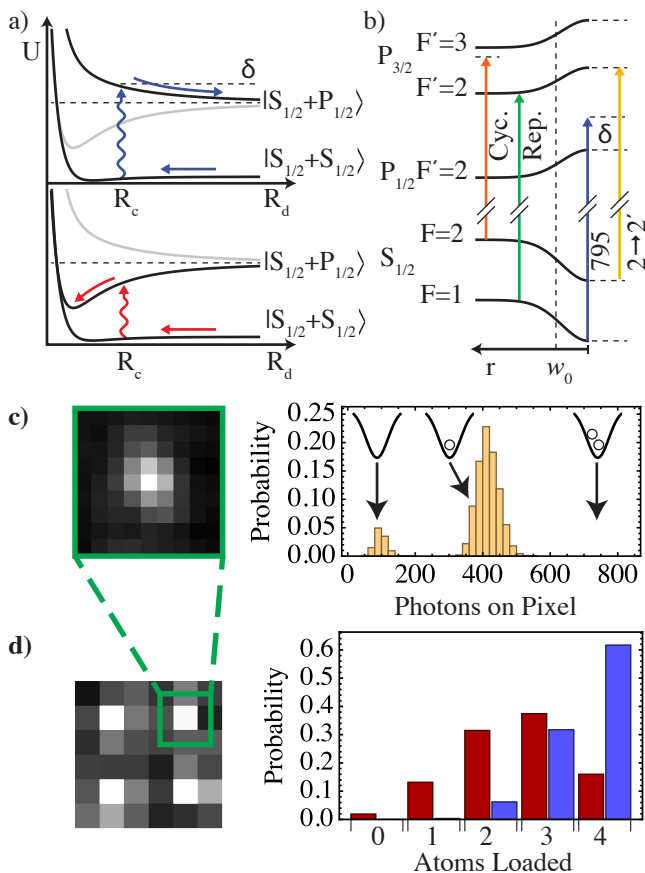 a)
U
δ
|S1/2+P1/2⟩
|S1/2+S1/2⟩
Rc
Rd
|S1/2+P1/2⟩
|S1/2+S1/2⟩
Rc
Rd
b)
P3/2
F′=3
F′=2
Cyc.
Rep.
P1/2
F′=2
δ
S1/2
F=2
F=1
795
2→2′
r
w0
c)
Probability
0.25
0.20
0.15
0.10
0.05
0.00
0 200 400 600 800
Photons on Pixel
d)
Probability
0.6
0.5
0.4
0.3
0.2
0.1
0.0
0 1 2 3 4
Atoms Loaded